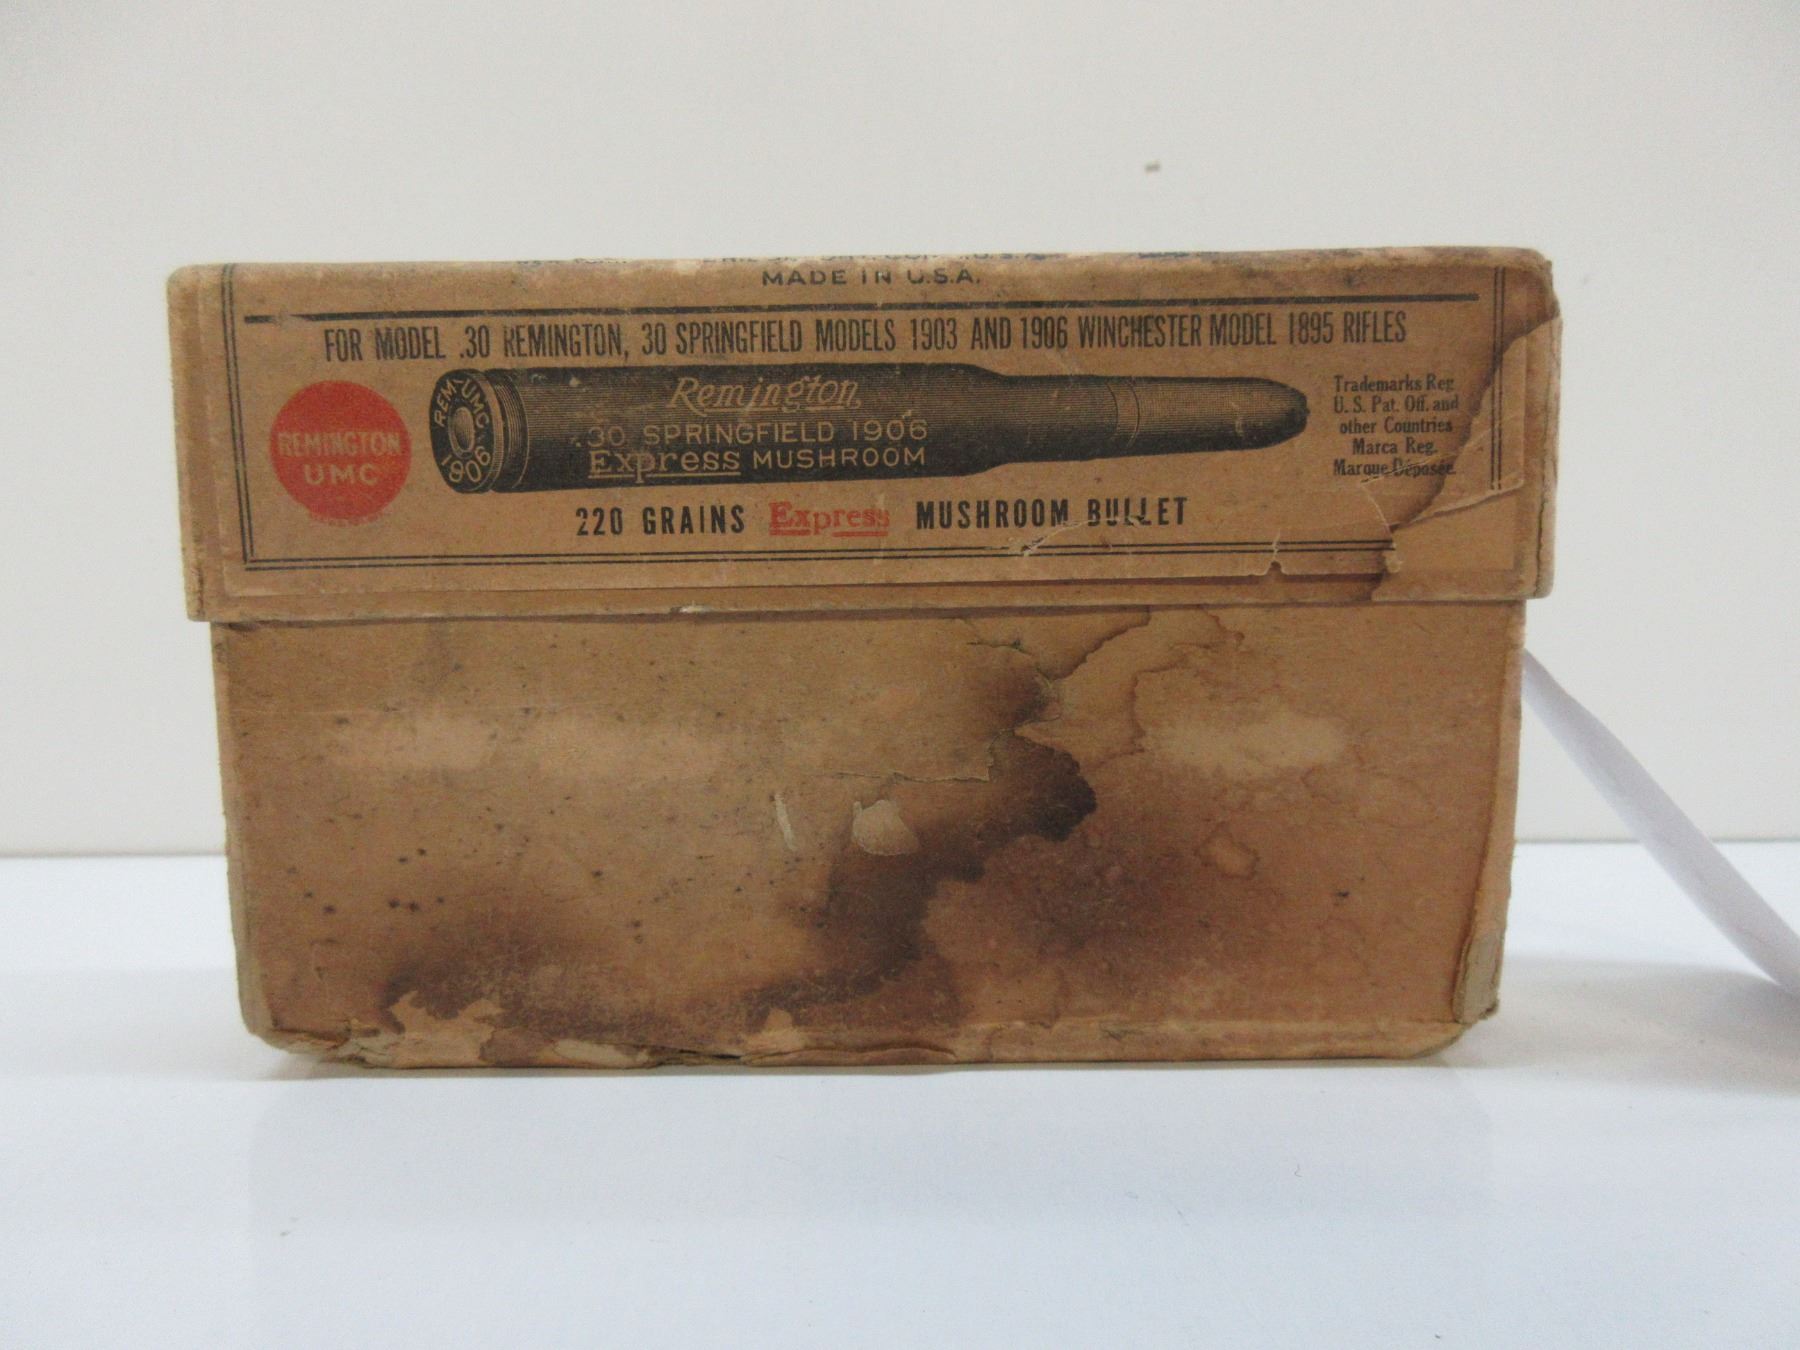 MADE IN U.S.A.
FOR MODEL .30 REMINGTON, 30 SPRINGFIELD MODELS 1903 AND 1906 WINCHESTER MODEL 1895 RIFLES
REM-UMC
1906
Remington
.30 SPRINGFIELD 1906
Express MUSHROOM
REMINGTON
UMC
Trademarks Reg.
U. S. Pat. Off. and
other Countries
Marca Reg.
Marque Déposée.
220 GRAINS Express MUSHROOM BULLET